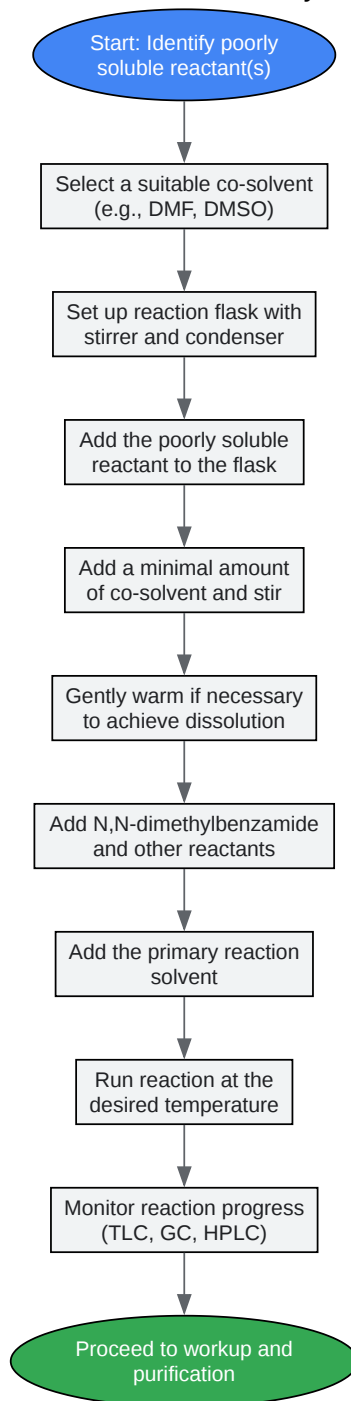 Start: Identify poorly
soluble reactant(s)
Select a suitable co-solvent
(e.g., DMF, DMSO)
Set up reaction flask with
stirrer and condenser
Add the poorly soluble
reactant to the flask
Add a minimal amount
of co-solvent and stir
Gently warm if necessary
to achieve dissolution
Add N,N-dimethylbenzamide
and other reactants
Add the primary reaction
solvent
Run reaction at the
desired temperature
Monitor reaction progress
(TLC, GC, HPLC)
Proceed to workup and
purification